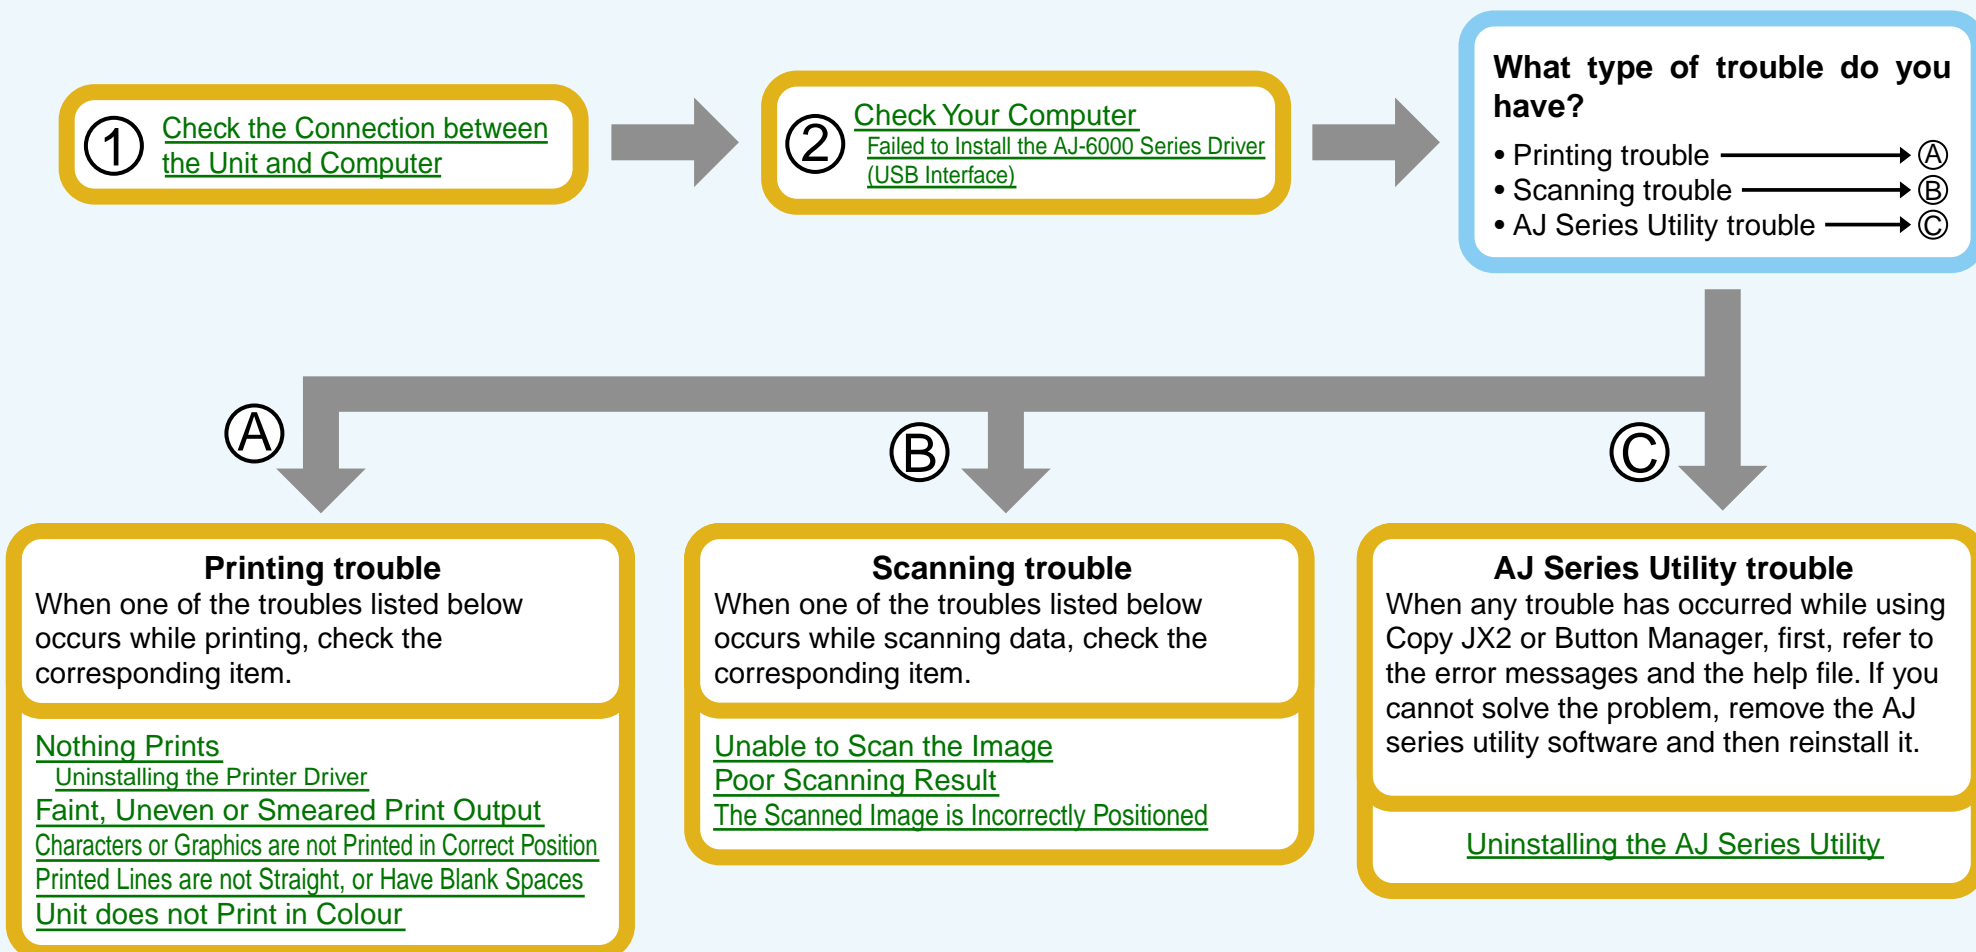 ① Check the Connection between
the Unit and Computer
② Check Your Computer
Failed to Install the AJ-6000 Series Driver
(USB Interface)
What type of trouble do you
have?
• Printing trouble Ⓐ
• Scanning trouble Ⓑ
• AJ Series Utility trouble Ⓒ
Ⓐ
Ⓑ
Ⓒ
Printing trouble
When one of the troubles listed below
occurs while printing, check the
corresponding item.
Nothing Prints
Uninstalling the Printer Driver
Faint, Uneven or Smeared Print Output
Characters or Graphics are not Printed in Correct Position
Printed Lines are not Straight, or Have Blank Spaces
Unit does not Print in Colour
Scanning trouble
When one of the troubles listed below
occurs while scanning data, check the
corresponding item.
Unable to Scan the Image
Poor Scanning Result
The Scanned Image is Incorrectly Positioned
AJ Series Utility trouble
When any trouble has occurred while using
Copy JX2 or Button Manager, first, refer to
the error messages and the help file. If you
cannot solve the problem, remove the AJ
series utility software and then reinstall it.
Uninstalling the AJ Series Utility